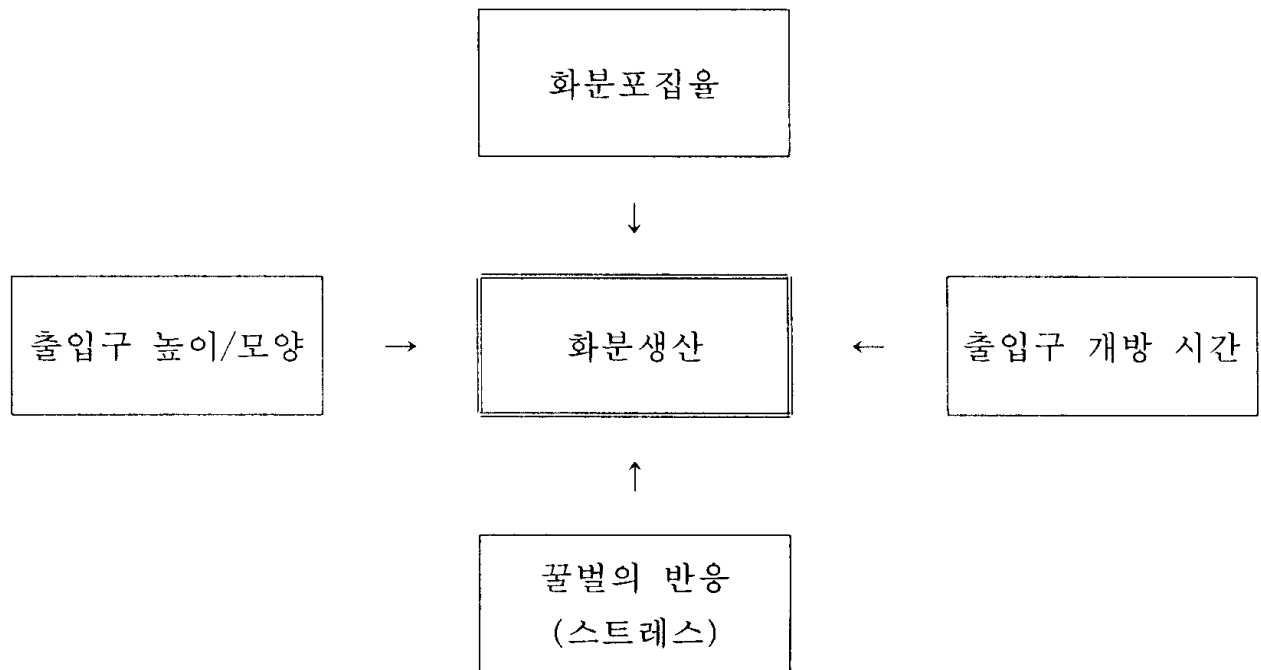 화분포집율
↓
출입구 높이/모양 → 화분생산 ← 출입구 개방 시간
↑
꿀벌의 반응
(스트레스)